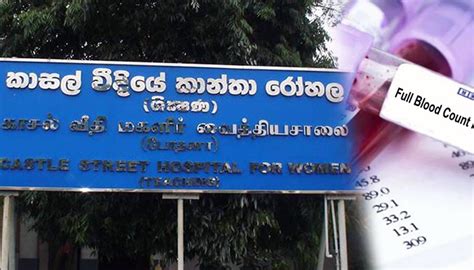 කාසල් වීදියේ කාන්තා රෝහල
(ශික්ෂණ)
காசல் வீதி மகளிர் வைத்தியசாலை
(போதனா)
CASTLE STREET HOSPITAL FOR WOMEN
(TEACHING)
Full Blood Count
89.0
29.1
33.2
13.1
309